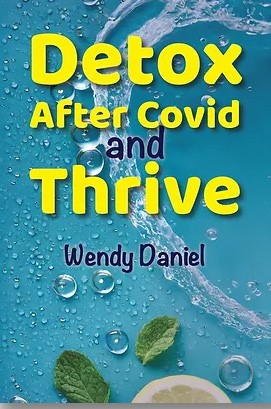 Detox
After Covid
and
Thrive
Wendy Daniel